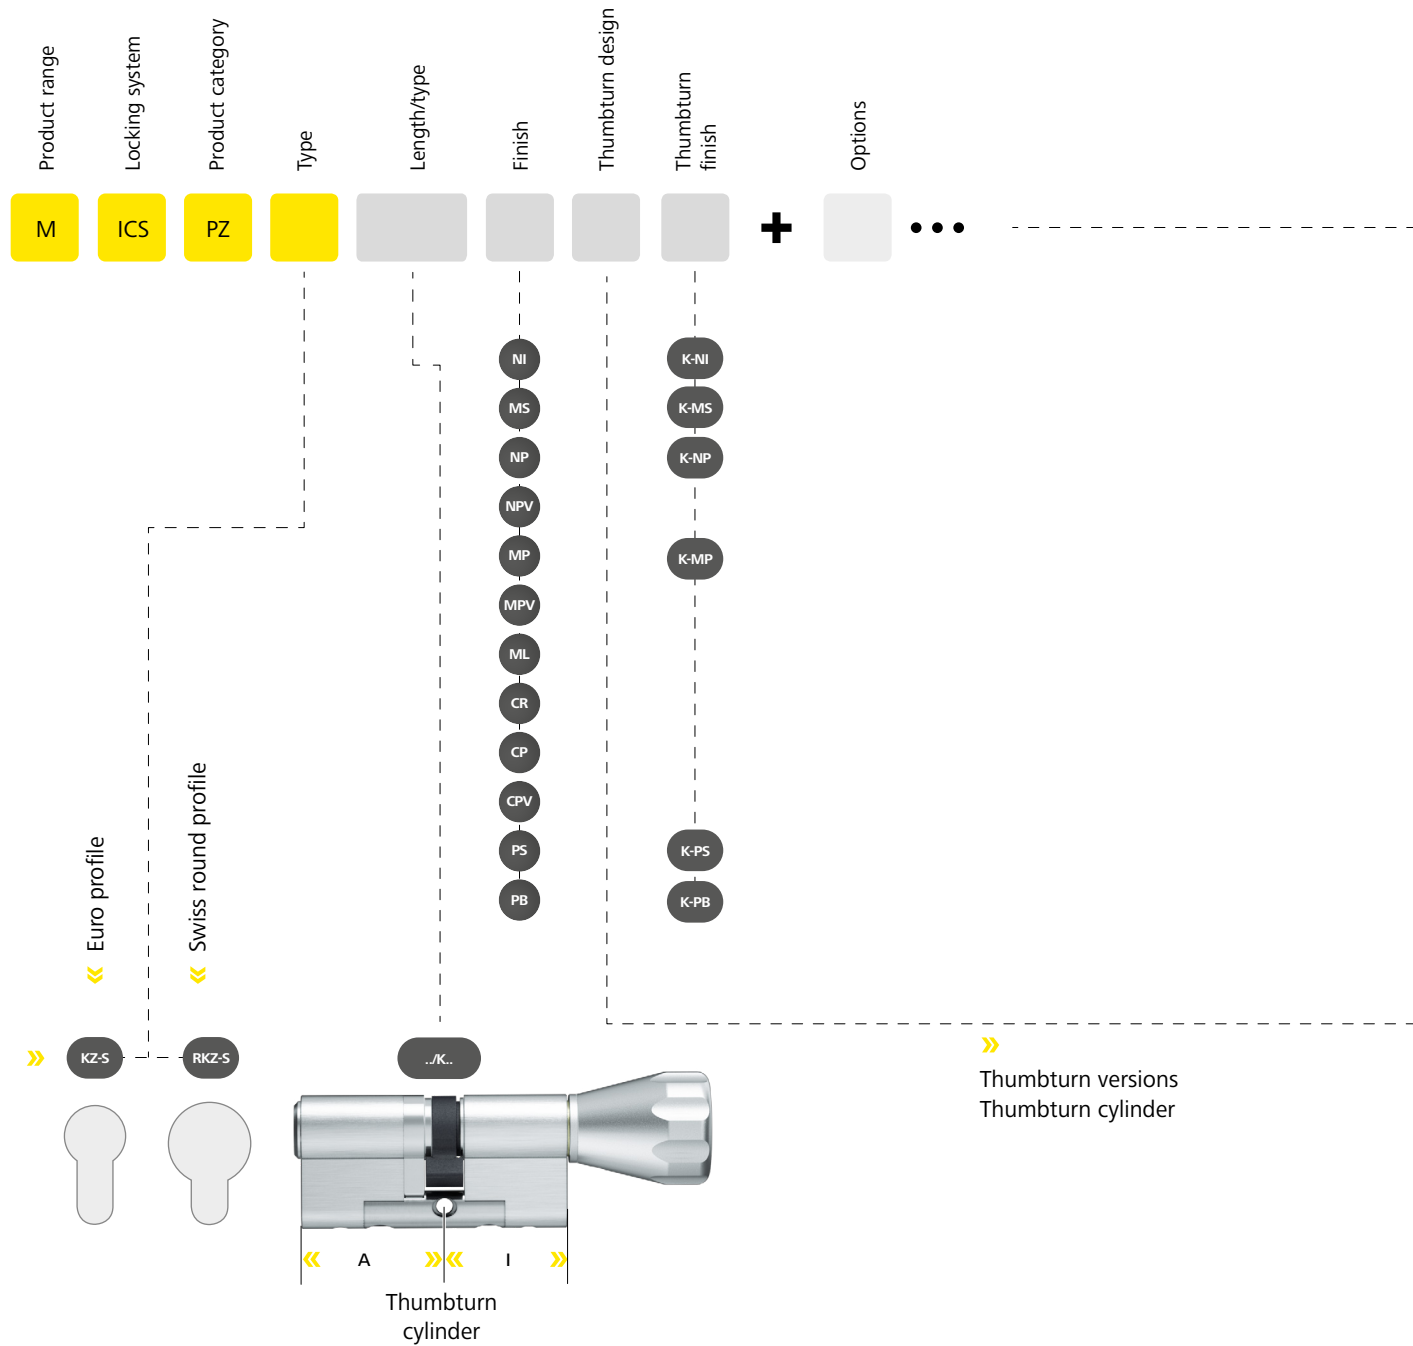 Product range
Locking system
Product category
Type
Length/type
Finish
Thumbturn design
Thumbturn
finish
Options
M
ICS
PZ
+
•••
NI
MS
NP
NPV
MP
MPV
ML
CR
CP
CPV
PS
PB
K-NI
K-MS
K-NP
K-MP
K-PS
K-PB
Euro profile
Swiss round profile
KZ-S
RKZ-S
../K..
Thumbturn versions
Thumbturn cylinder
A
I
Thumbturn
cylinder